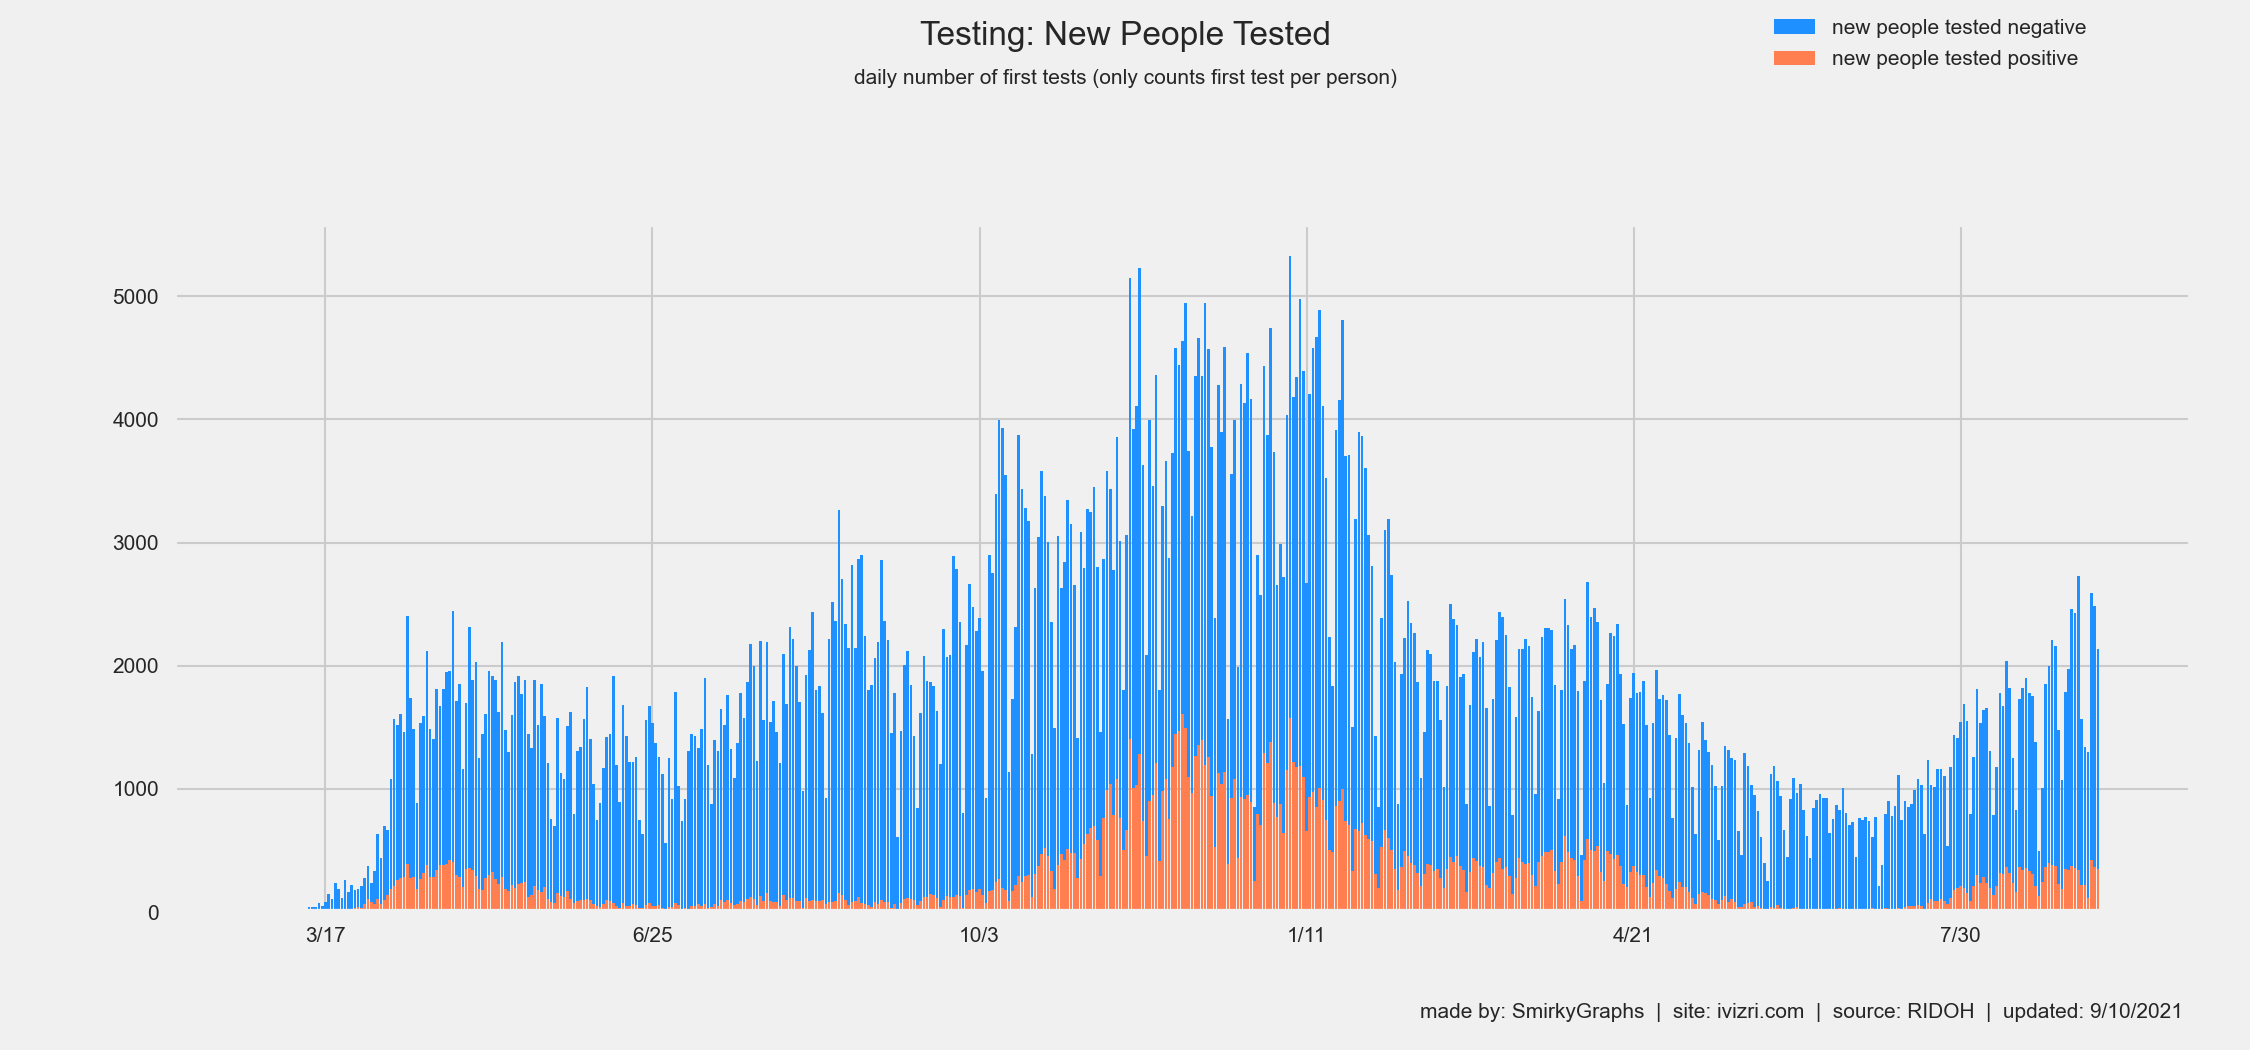 Testing: New People Tested
daily number of first tests (only counts first test per person)
new people tested negative
new people tested positive
5000
4000
3000
2000
1000
0
3/17 6/25 10/3 1/11 4/21 7/30
made by: SmirkyGraphs | site: ivizri.com | source: RIDOH | updated: 9/10/2021